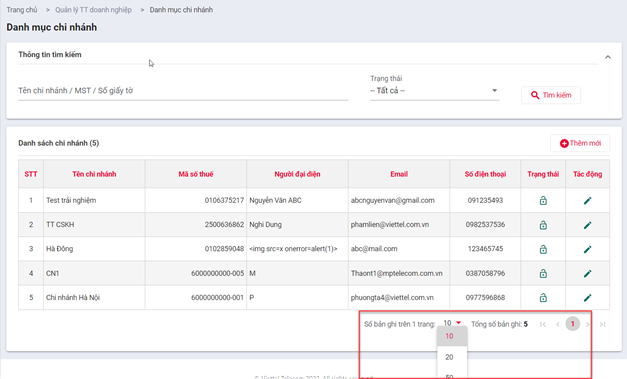 Trang chủ > Quản lý TT doanh nghiệp > Danh mục chi nhánh
Danh mục chi nhánh
Thông tin tìm kiếm
Trạng thái
Tên chi nhánh / MST / Số giấy tờ
-- Tất cả --
Tìm kiếm
Danh sách chi nhánh (5)
Thêm mới
STT Tên chi nhánh Mã số thuế Người đại diện Email Số điện thoại Trạng thái Tác động
1 Test trải nghiệm 0106375217 Nguyễn Văn ABC abcnguyenvan@gmail.com 091235493
2 TT CSKH 2500636862 Nghi Dung phamlien@viettel.com.vn 0982537536
3 Hà Đông 0102859048 <img src=x onerror=alert(1)> abc@mail.com 123465745
4 CN1 6000000000-005 M Thaont1@mptelecom.com.vn 0387058796
5 Chi nhánh Hà Nội 6000000000-001 P phuongta4@viettel.com.vn 0977596868
Số bản ghi trên 1 trang: 10 Tổng số bản ghi: 5 1
10
20
50